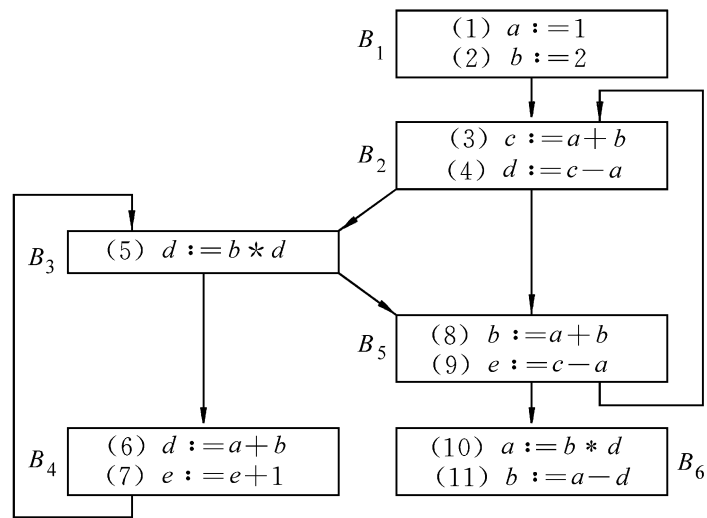 B₁
(1) a := 1
(2) b := 2
B₂
(3) c := a + b
(4) d := c − a
B₃
(5) d := b * d
B₅
(8) b := a + b
(9) e := c − a
B₄
(6) d := a + b
(7) e := e + 1
(10) a := b * d
(11) b := a − d
B₆